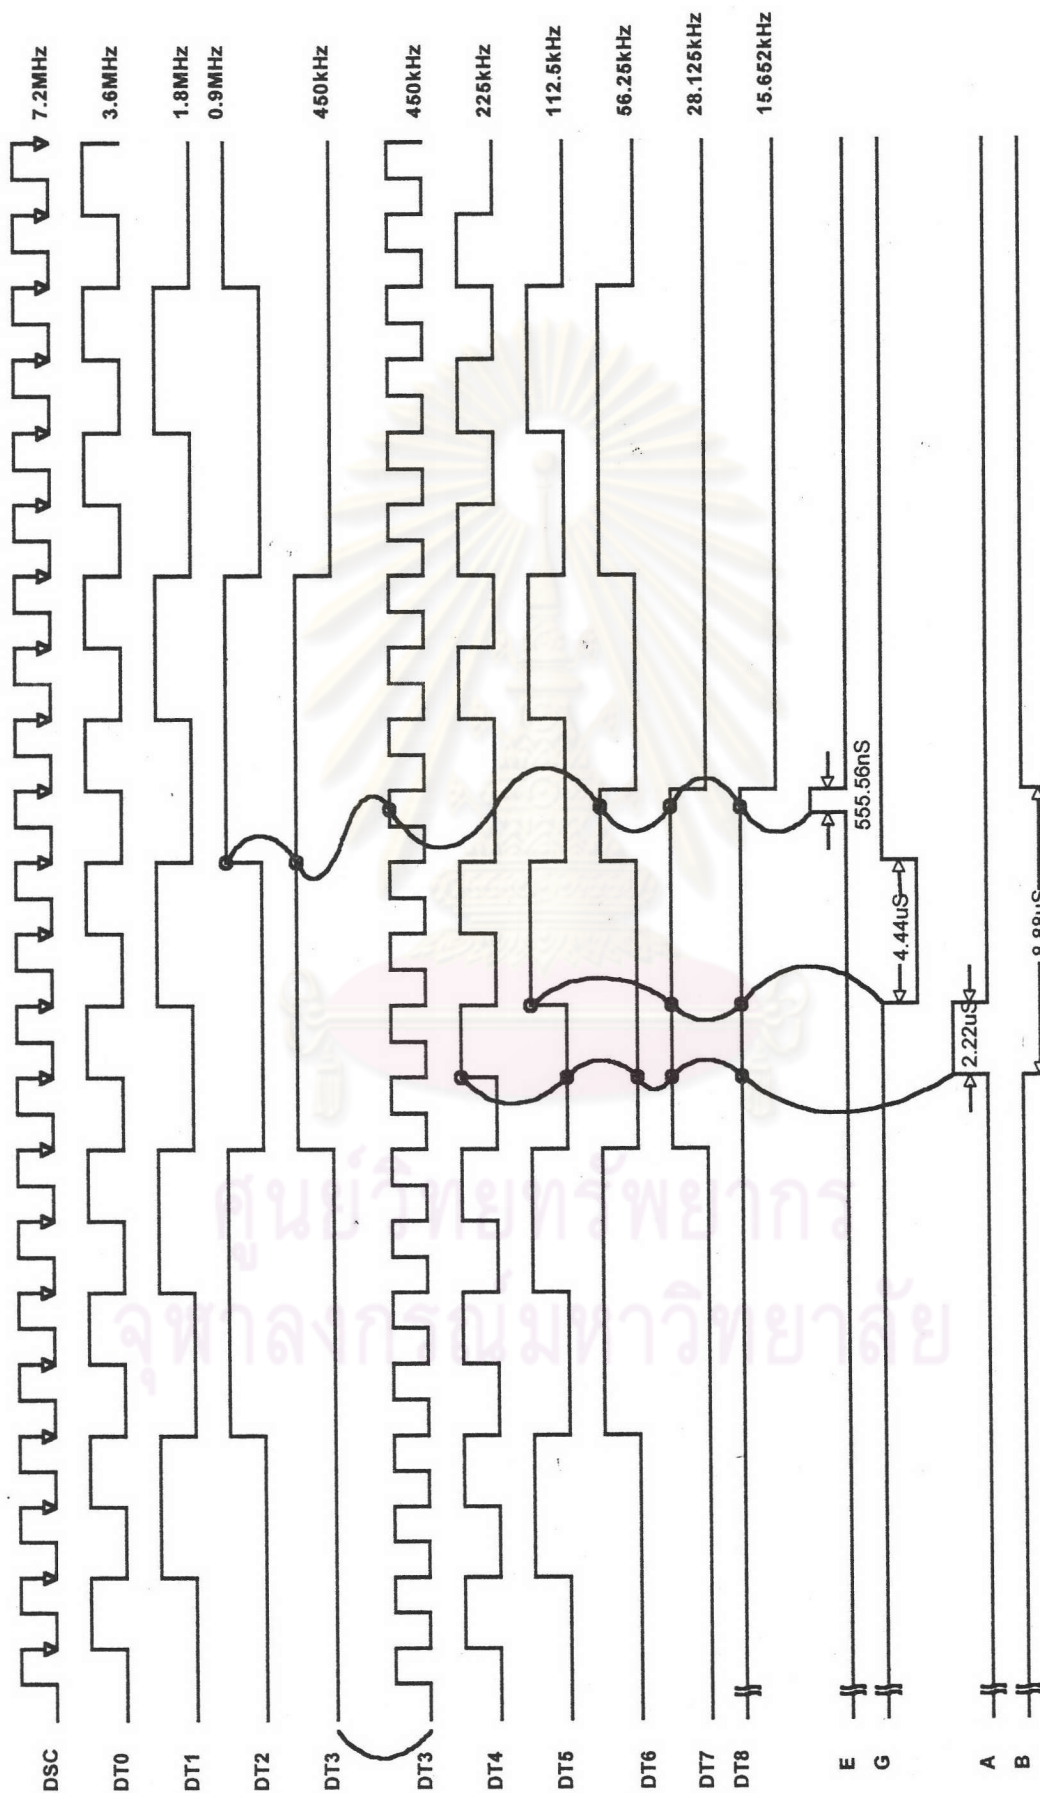 DSC 7.2MHz
DT0 3.6MHz
DT1 1.8MHz
DT2 0.9MHz
DT3 450kHz
DT3 450kHz
DT4 225kHz
DT5 112.5kHz
DT6 56.25kHz
DT7 28.125kHz
DT8 15.652kHz
E
555.56nS
G
4.44uS
A
2.22uS
B
8.88uS
ศูนย์วิทยทรัพยากร
จุฬาลงกรณ์มหาวิทยาลัย